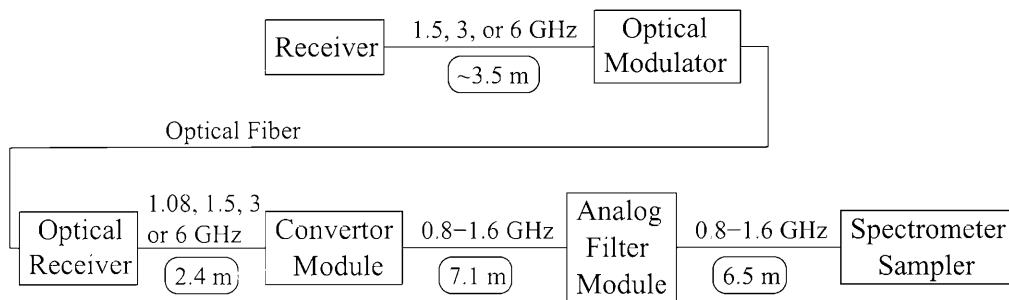 Receiver
1.5, 3, or 6 GHz
~3.5 m
Optical
Modulator
Optical Fiber
Optical
Receiver
1.08, 1.5, 3
or 6 GHz
2.4 m
Convertor
Module
0.8−1.6 GHz
7.1 m
Analog
Filter
Module
0.8−1.6 GHz
6.5 m
Spectrometer
Sampler